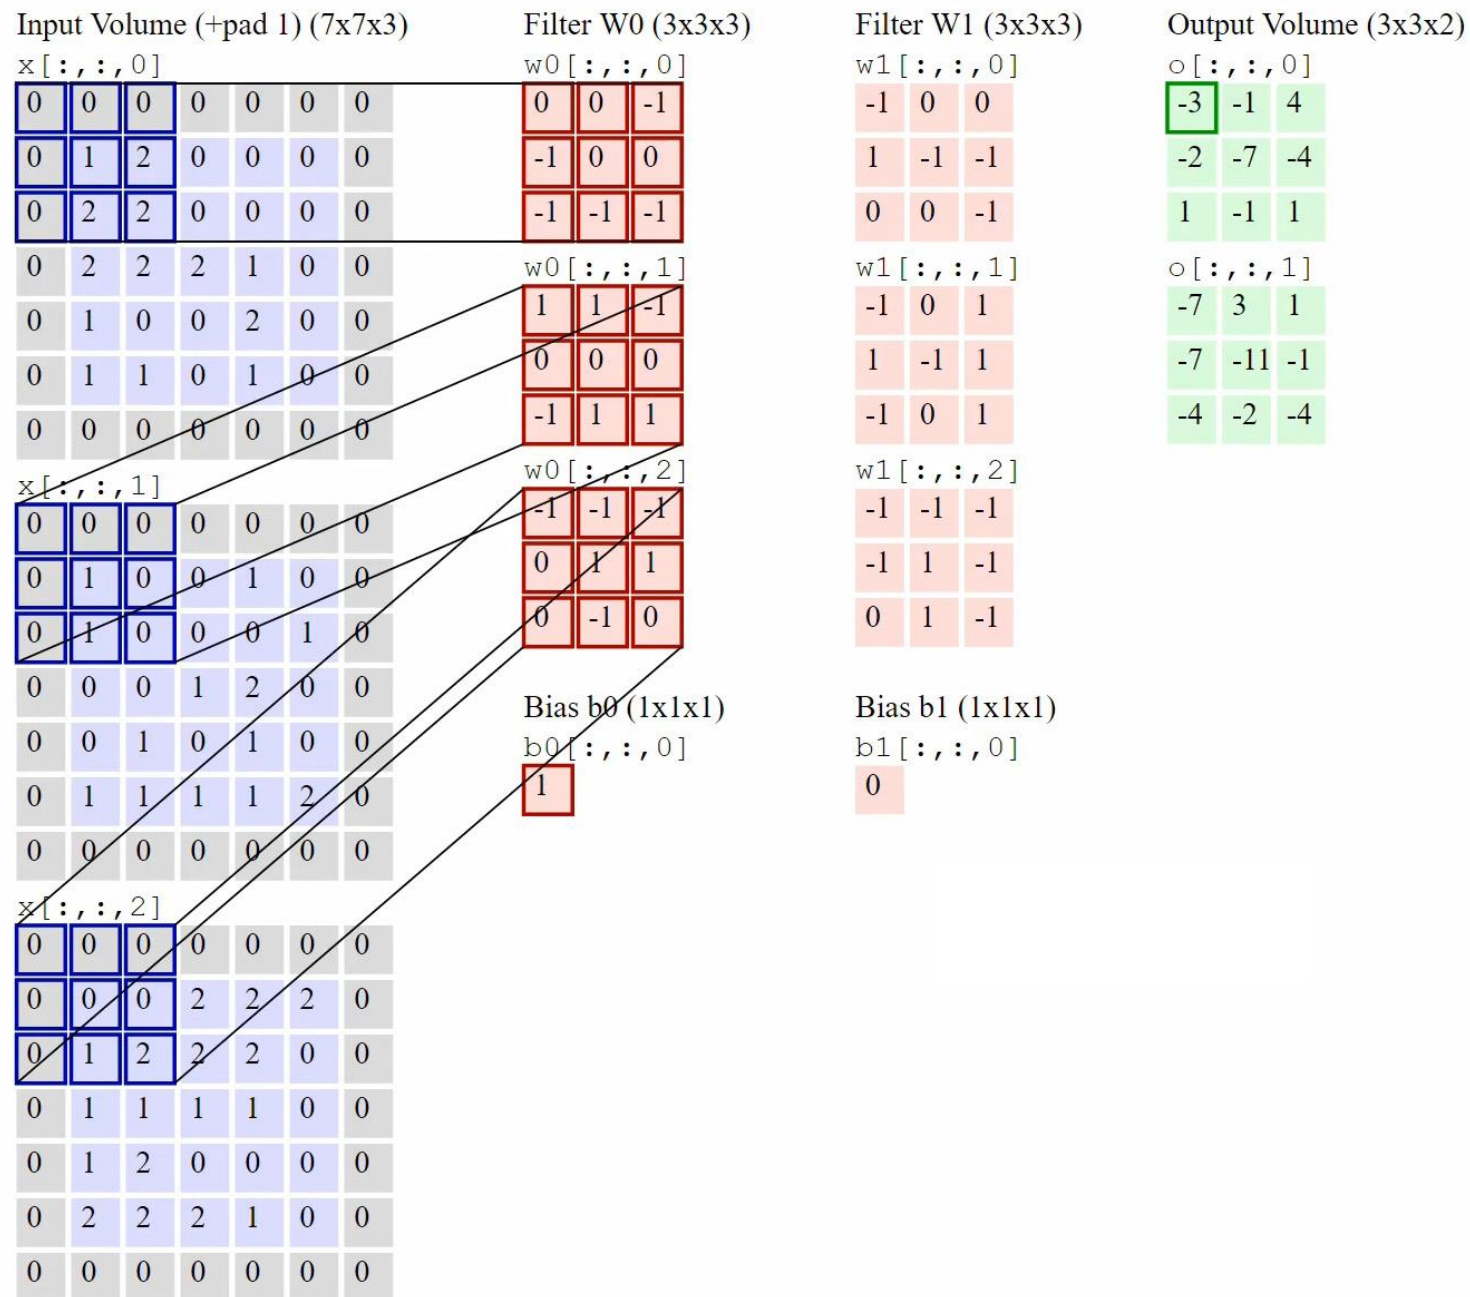 Input Volume (+pad 1) (7x7x3)
x[:,:,0]
0 0 0 0 0 0 0
0 1 2 0 0 0 0
0 2 2 0 0 0 0
0 2 2 2 1 0 0
0 1 0 0 2 0 0
0 1 1 0 1 0 0
0 0 0 0 0 0 0
x[:,:,1]
0 0 0 0 0 0 0
0 1 0 0 1 0 0
0 1 0 0 0 1 0
0 0 0 1 2 0 0
0 0 1 0 1 0 0
0 1 1 1 1 2 0
0 0 0 0 0 0 0
x[:,:,2]
0 0 0 0 0 0 0
0 0 0 2 2 2 0
0 1 2 2 2 0 0
0 1 1 1 1 0 0
0 1 2 0 0 0 0
0 2 2 2 1 0 0
0 0 0 0 0 0 0
Filter W0 (3x3x3)
w0[:,:,0]
0 0 -1
-1 0 0
-1 -1 -1
w0[:,:,1]
1 1 -1
0 0 0
-1 1 1
w0[:,:,2]
-1 -1 -1
0 1 1
0 -1 0
Bias b0 (1x1x1)
b0[:,:,0]
1
Filter W1 (3x3x3)
w1[:,:,0]
-1 0 0
1 -1 -1
0 0 -1
w1[:,:,1]
-1 0 1
1 -1 1
-1 0 1
w1[:,:,2]
-1 -1 -1
-1 1 -1
0 1 -1
Bias b1 (1x1x1)
b1[:,:,0]
0
Output Volume (3x3x2)
o[:,:,0]
-3 -1 4
-2 -7 -4
1 -1 1
o[:,:,1]
-7 3 1
-7 -11 -1
-4 -2 -4